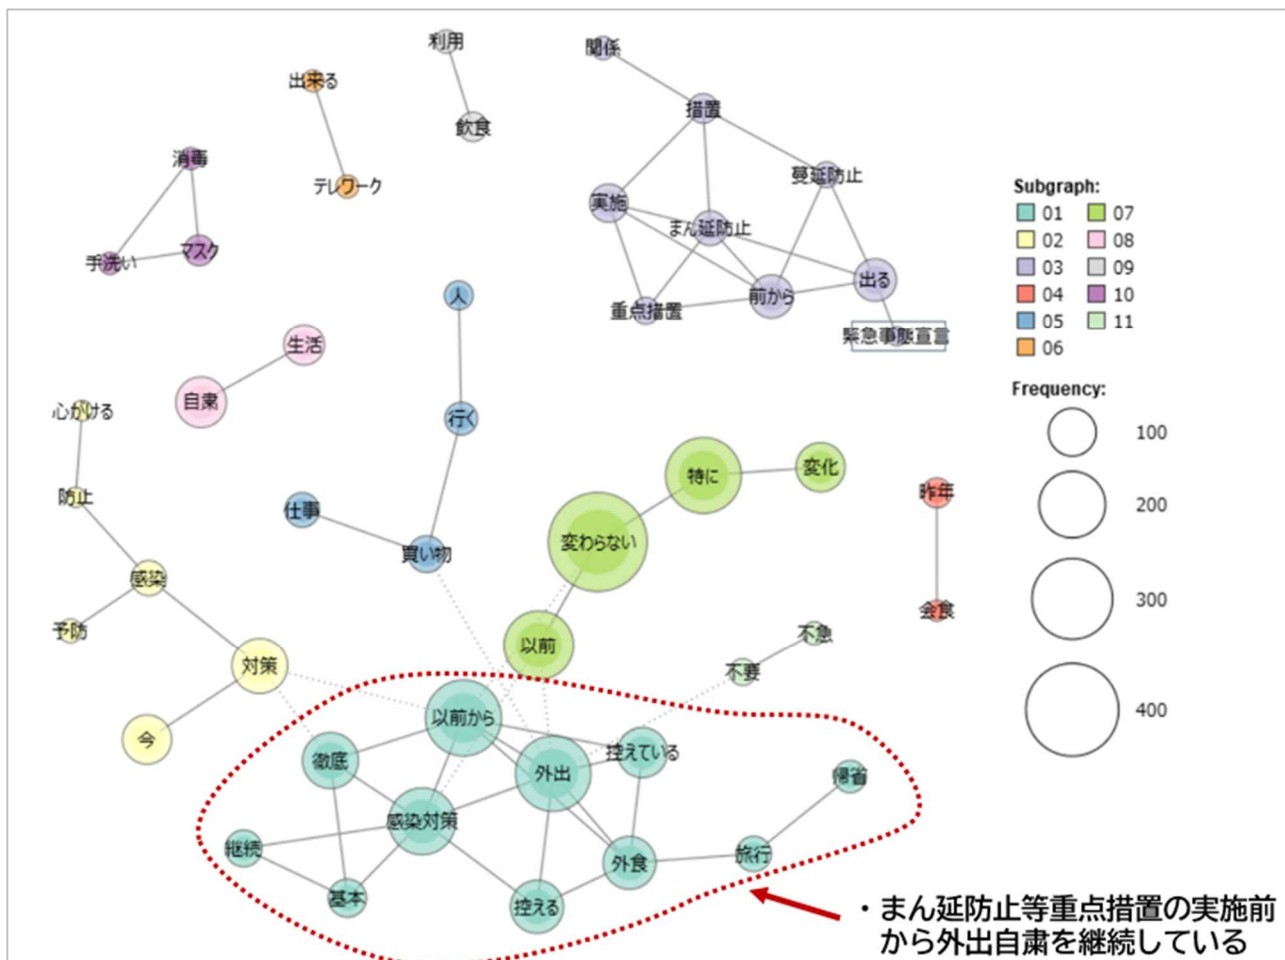 利用
関係
出来る
措置
飲食
消毒
蔓延防止
テレワーク
実施
まん延防止
手洗い
マスク
人
重点措置
前から
出る
緊急事態宣言
Subgraph:
01
07
02
08
03
09
04
10
05
11
06
Frequency:
100
200
300
400
生活
自粛
心がける
行く
特に
変化
防止
仕事
変わらない
昨年
買い物
感染
会食
予防
不急
以前
対策
不要
今
以前から
徹底
外出
控えている
帰省
感染対策
継続
外食
旅行
基本
控える
・まん延防止等重点措置の実施前
から外出自粛を継続している